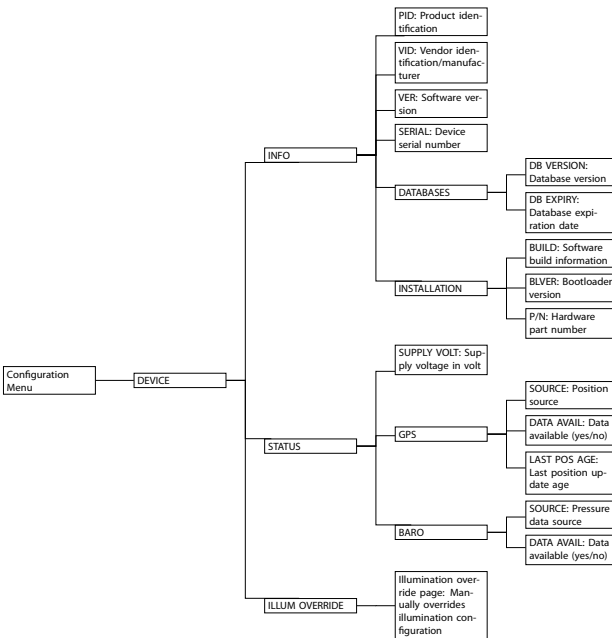 Configuration
Menu
DEVICE
INFO
PID: Product iden-
tification
VID: Vendor iden-
tification/manufac-
turer
VER: Software ver-
sion
SERIAL: Device
serial number
DATABASES
DB VERSION:
Database version
DB EXPIRY:
Database expi-
ration date
INSTALLATION
BUILD: Software
build information
BLVER: Bootloader
version
P/N: Hardware
part number
STATUS
SUPPLY VOLT: Sup-
ply voltage in volt
GPS
SOURCE: Position
source
DATA AVAIL: Data
available (yes/no)
LAST POS AGE:
Last position up-
date age
BARO
SOURCE: Pressure
data source
DATA AVAIL: Data
available (yes/no)
ILLUM OVERRIDE
Illumination over-
ride page: Man-
ually overrides
illumination con-
figuration